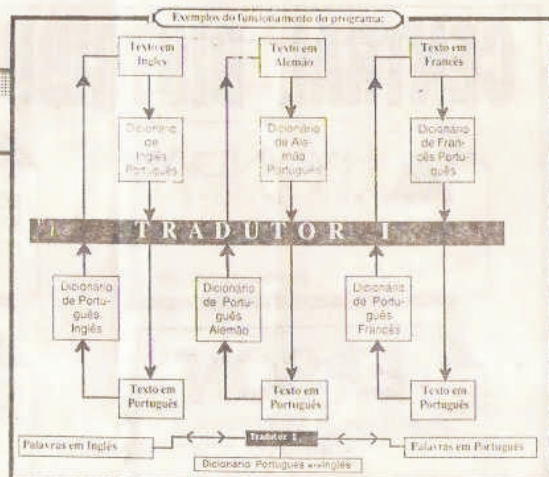 Exemplos do funcionamento do programa:
Texto em
Inglês
Texto em
Alemão
Texto em
Francês
Dicionário
de
Inglês
Português
Dicionário
de Ale-
mão
Português
Dicionário
de Fran-
cês Portu-
guês
TRADUTOR I
Dicionário
de Portu-
guês
Inglês
Dicionário
de Portu-
guês
Alemão
Dicionário
de Portu-
guês
Francês
Texto em
Português
Texto em
Português
Texto em
Português
Tradutor I
Palavras em Inglês
Palavras em Português
Dicionário Português <->Inglês